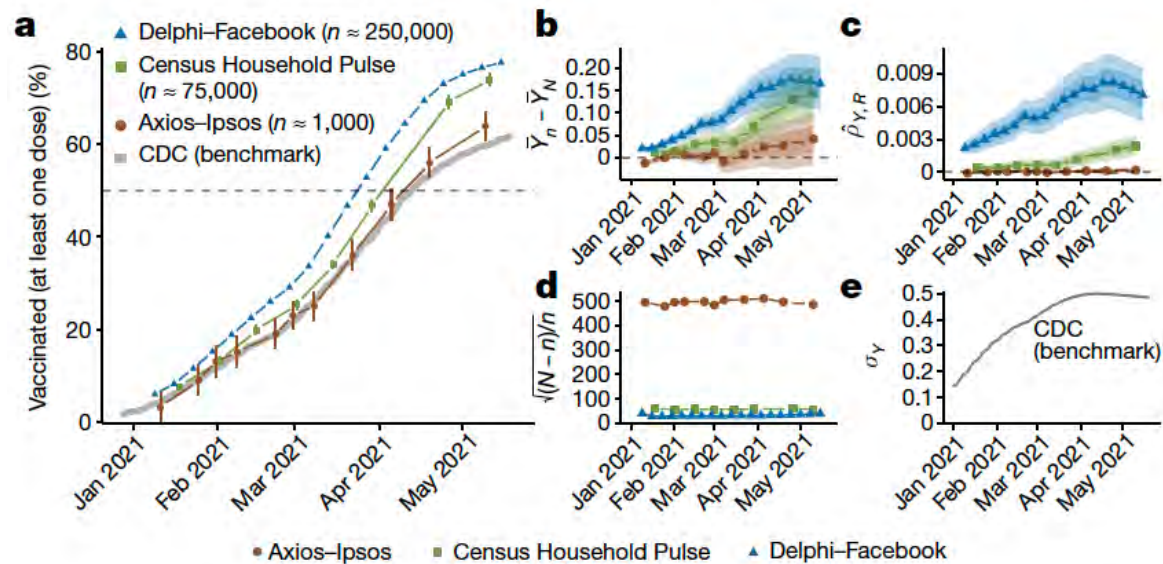 a
Vaccinated (at least one dose) (%)
80
60
40
20
0
Delphi–Facebook (n ≈ 250,000)
Census Household Pulse
(n ≈ 75,000)
Axios–Ipsos (n ≈ 1,000)
CDC (benchmark)
Jan 2021
Feb 2021
Mar 2021
Apr 2021
May 2021
b
Ȳₙ − Ȳ_N
0.20
0.15
0.10
0.05
0
Jan 2021
Feb 2021
Mar 2021
Apr 2021
May 2021
c
ρ̂_Y,R
0.009
0.006
0.003
0
Jan 2021
Feb 2021
Mar 2021
Apr 2021
May 2021
d
√(N − n)/n
500
400
300
200
100
0
Jan 2021
Feb 2021
Mar 2021
Apr 2021
May 2021
e
σ_Y
0.5
0.4
0.3
0.2
0.1
0
CDC
(benchmark)
Jan 2021
Feb 2021
Mar 2021
Apr 2021
May 2021
Axios–Ipsos
Census Household Pulse
Delphi–Facebook